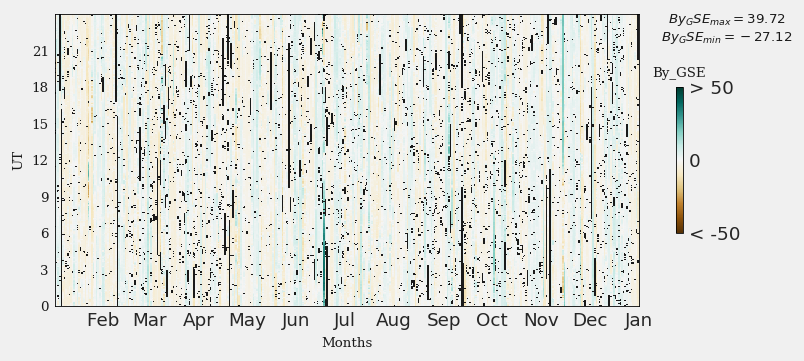 By_GSE_max = 39.72
By_GSE_min = −27.12
By_GSE
> 50
0
< -50
21
18
15
12
9
6
3
0
UT
Feb Mar Apr May Jun Jul Aug Sep Oct Nov Dec Jan
Months